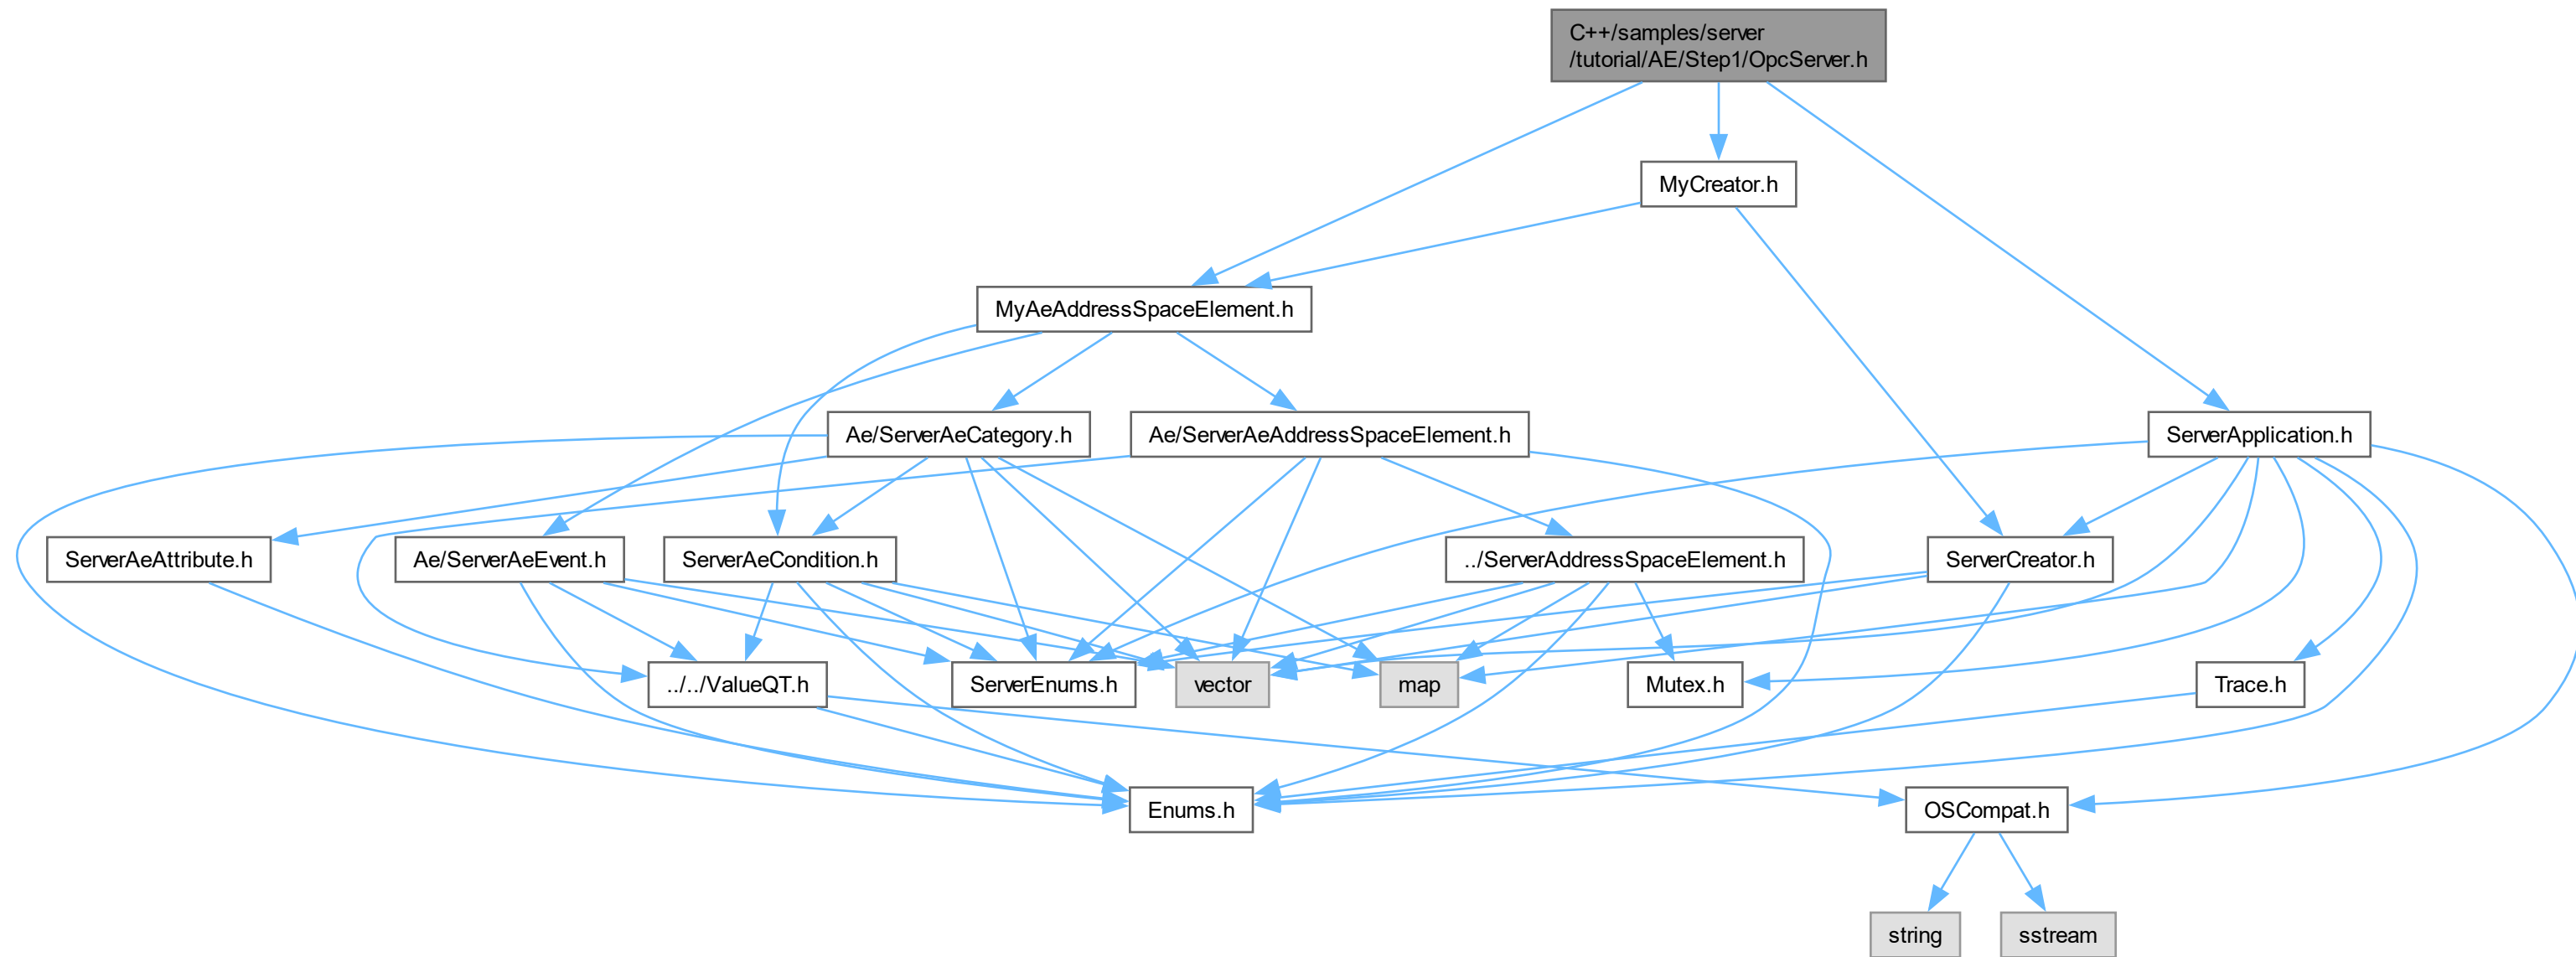 C++/samples/server
/tutorial/AE/Step1/OpcServer.h
MyCreator.h
MyAeAddressSpaceElement.h
Ae/ServerAeCategory.h
Ae/ServerAeAddressSpaceElement.h
ServerApplication.h
ServerAeAttribute.h
Ae/ServerAeEvent.h
ServerAeCondition.h
../ServerAddressSpaceElement.h
ServerCreator.h
../../ValueQT.h
ServerEnums.h
vector
map
Mutex.h
Trace.h
Enums.h
OSCompat.h
string
sstream